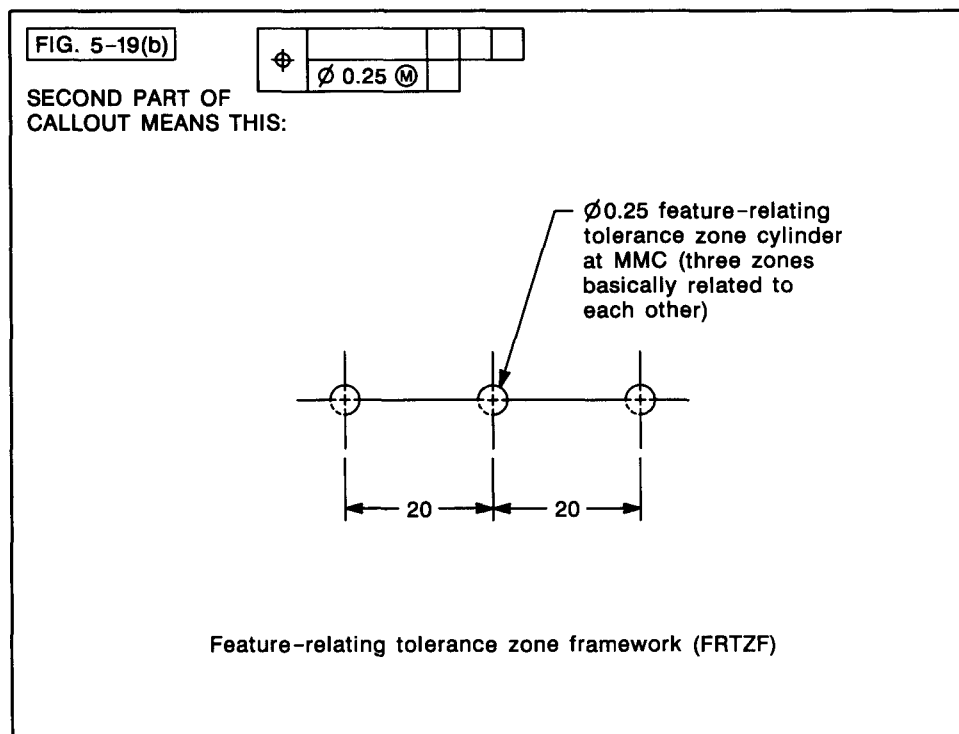 FIG. 5-19(b)
⌖
Ø 0.25 Ⓜ
SECOND PART OF
CALLOUT MEANS THIS:
Ø0.25 feature-relating
tolerance zone cylinder
at MMC (three zones
basically related to
each other)
20 20
Feature-relating tolerance zone framework (FRTZF)